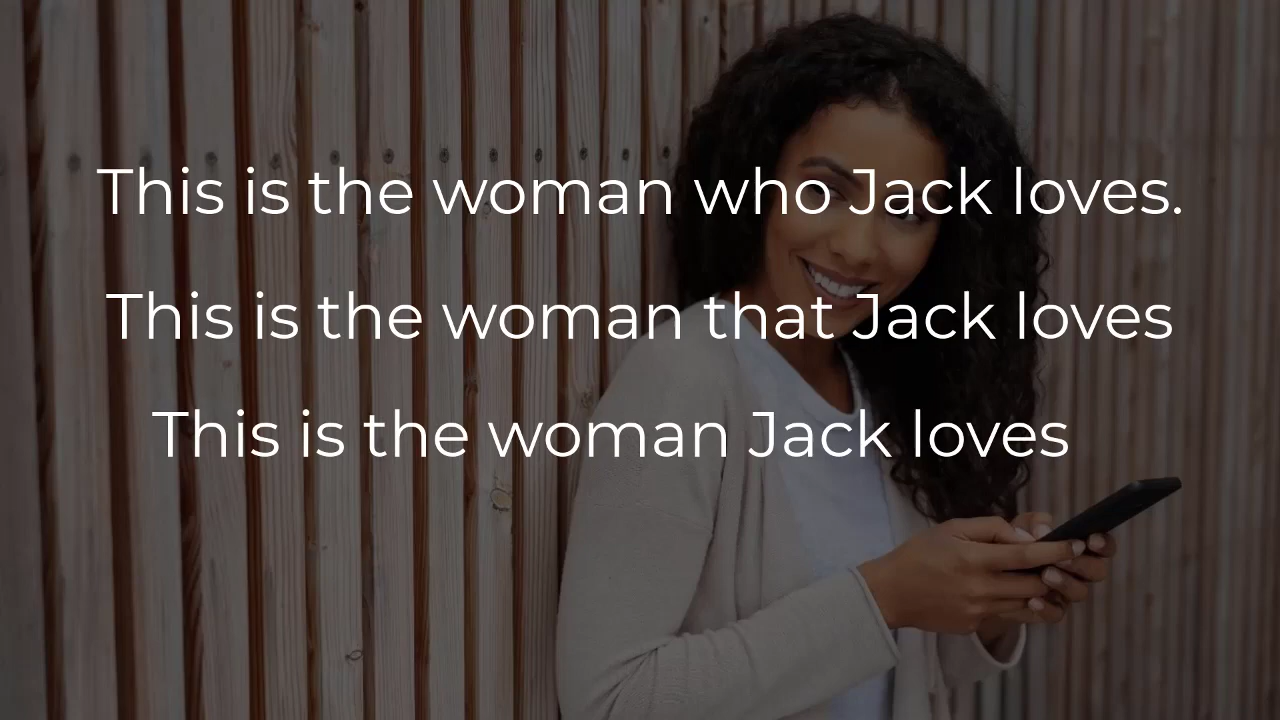 This is the woman who Jack loves.
This is the woman that Jack loves
This is the woman Jack loves